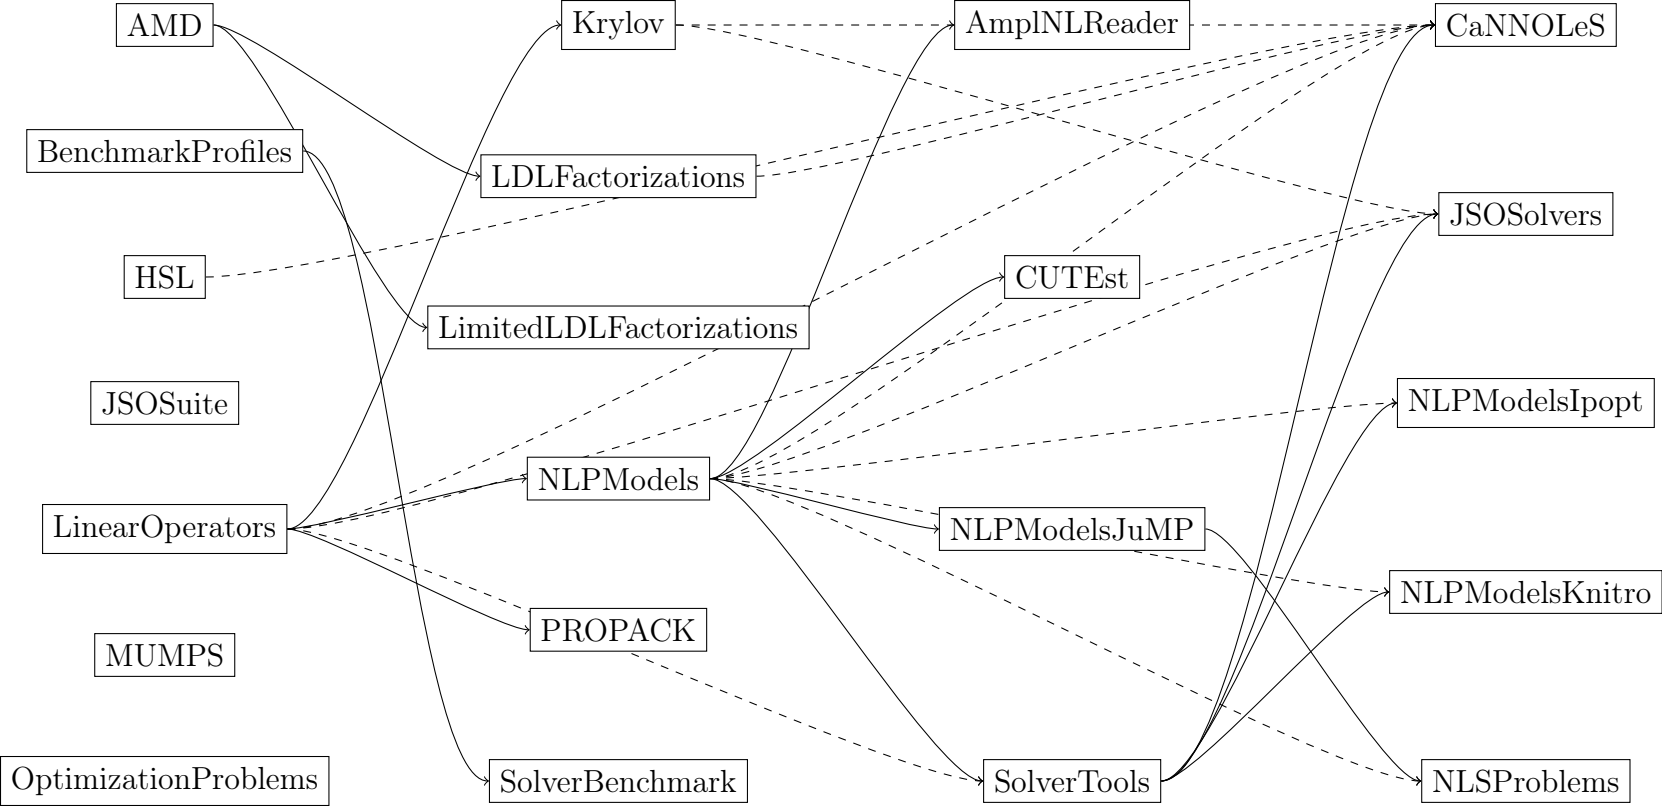 AMD
Krylov
AmplNLReader
CaNNOLeS
BenchmarkProfiles
LDLFactorizations
JSOSolvers
HSL
CUTEst
LimitedLDLFactorizations
JSOSuite
NLPModelsIpopt
NLPModels
LinearOperators
NLPModelsJuMP
NLPModelsKnitro
PROPACK
MUMPS
OptimizationProblems
SolverBenchmark
SolverTools
NLSProblems